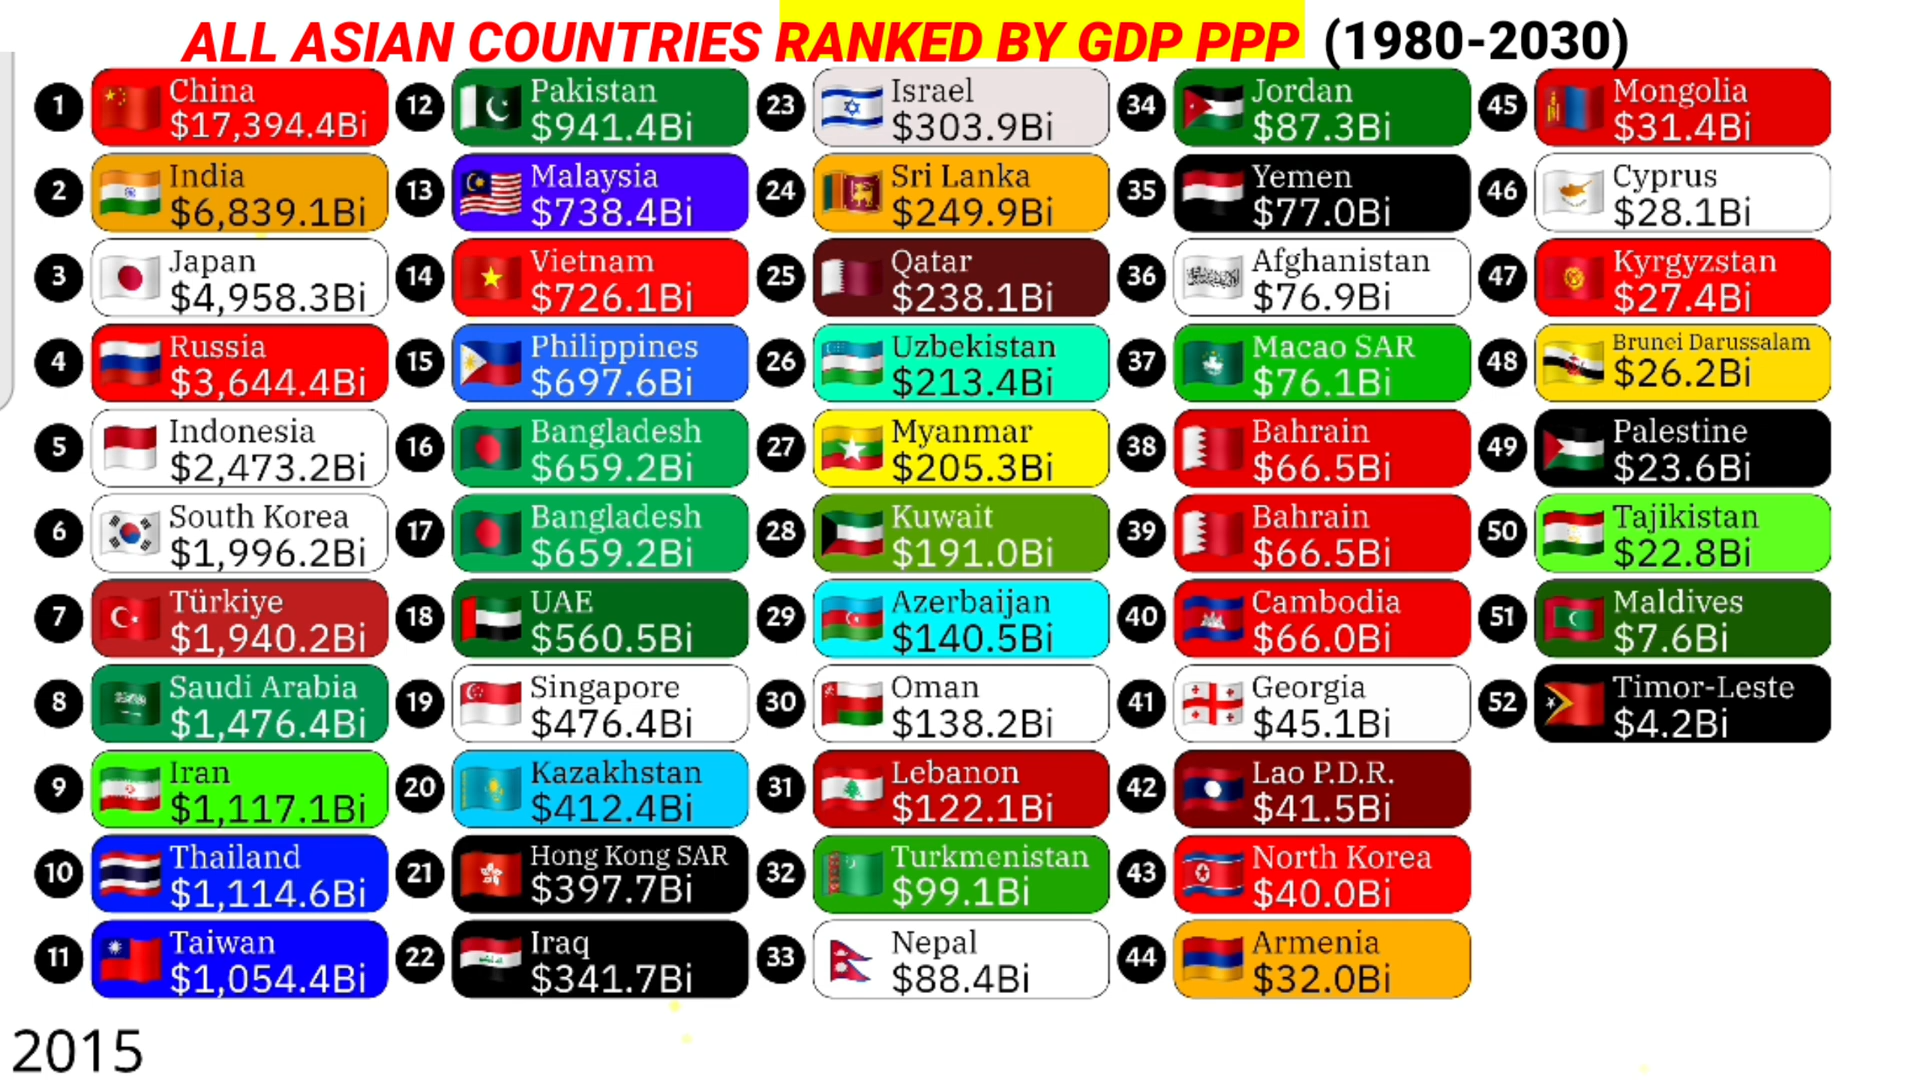 ALL ASIAN COUNTRIES RANKED BY GDP PPP (1980-2030)
1
China
$17,394.4Bi
2
India
$6,839.1Bi
3
Japan
$4,958.3Bi
4
Russia
$3,644.4Bi
5
Indonesia
$2,473.2Bi
6
South Korea
$1,996.2Bi
7
Türkiye
$1,940.2Bi
8
Saudi Arabia
$1,476.4Bi
9
Iran
$1,117.1Bi
10
Thailand
$1,114.6Bi
11
Taiwan
$1,054.4Bi
12
Pakistan
$941.4Bi
13
Malaysia
$738.4Bi
14
Vietnam
$726.1Bi
15
Philippines
$697.6Bi
16
Bangladesh
$659.2Bi
17
Bangladesh
$659.2Bi
18
UAE
$560.5Bi
19
Singapore
$476.4Bi
20
Kazakhstan
$412.4Bi
21
Hong Kong SAR
$397.7Bi
22
Iraq
$341.7Bi
23
Israel
$303.9Bi
24
Sri Lanka
$249.9Bi
25
Qatar
$238.1Bi
26
Uzbekistan
$213.4Bi
27
Myanmar
$205.3Bi
28
Kuwait
$191.0Bi
29
Azerbaijan
$140.5Bi
30
Oman
$138.2Bi
31
Lebanon
$122.1Bi
32
Turkmenistan
$99.1Bi
33
Nepal
$88.4Bi
34
Jordan
$87.3Bi
35
Yemen
$77.0Bi
36
Afghanistan
$76.9Bi
37
Macao SAR
$76.1Bi
38
Bahrain
$66.5Bi
39
Bahrain
$66.5Bi
40
Cambodia
$66.0Bi
41
Georgia
$45.1Bi
42
Lao P.D.R.
$41.5Bi
43
North Korea
$40.0Bi
44
Armenia
$32.0Bi
45
Mongolia
$31.4Bi
46
Cyprus
$28.1Bi
47
Kyrgyzstan
$27.4Bi
48
Brunei Darussalam
$26.2Bi
49
Palestine
$23.6Bi
50
Tajikistan
$22.8Bi
51
Maldives
$7.6Bi
52
Timor-Leste
$4.2Bi
2015